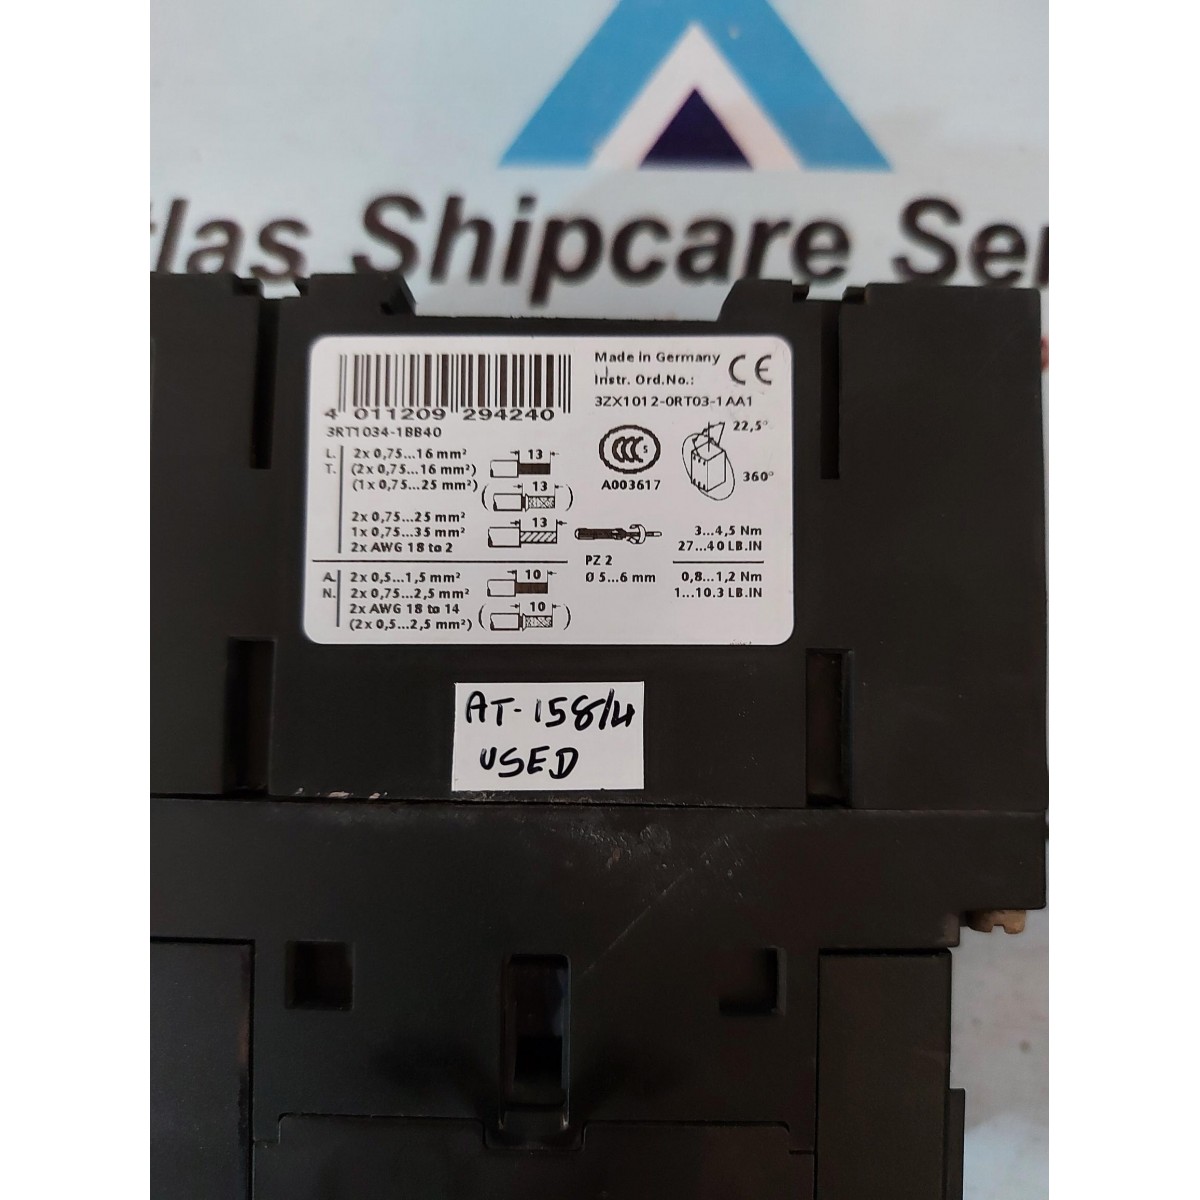 tlas Shipcare Ser
Made in Germany
Instr. Ord.No.:
3ZX1012-0RT03-1AA1
CE
4 011209 294240
3RT1034-1BB40
CCC S
A003617
22,5°
360°
L. 2x 0,75...16 mm² 13
T. (2x 0,75...16 mm²)
(1x 0,75...25 mm²) ( 13 )
2x 0,75...25 mm² 13
1x 0,75...35 mm²
2x AWG 18 to 2
PZ 2
Ø 5...6 mm
3...4,5 Nm
27...40 LB.IN
0,8...1,2 Nm
1...10.3 LB.IN
A. 2x 0,5...1,5 mm² 10
N. 2x 0,75...2,5 mm²
2x AWG 18 to 14 10
(2x 0,5...2,5 mm²) ( )
AT-158/4
USED